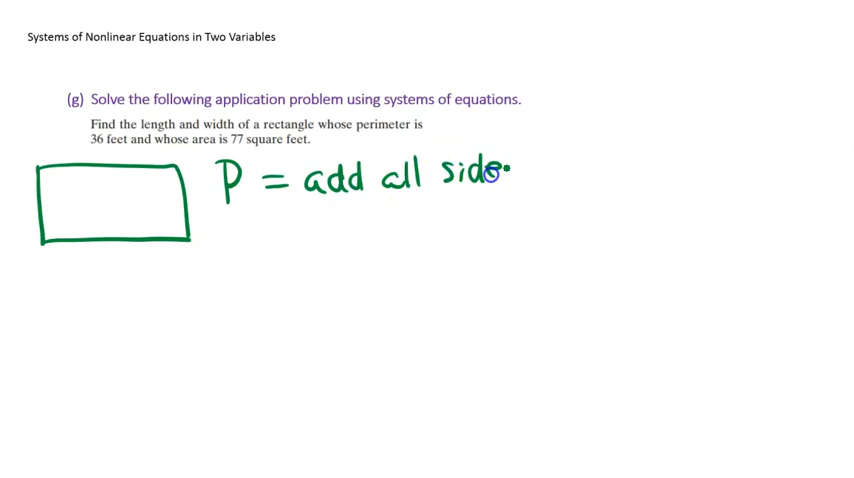 Systems of Nonlinear Equations in Two Variables
(g) Solve the following application problem using systems of equations.
Find the length and width of a rectangle whose perimeter is
36 feet and whose area is 77 square feet.
P = add all side